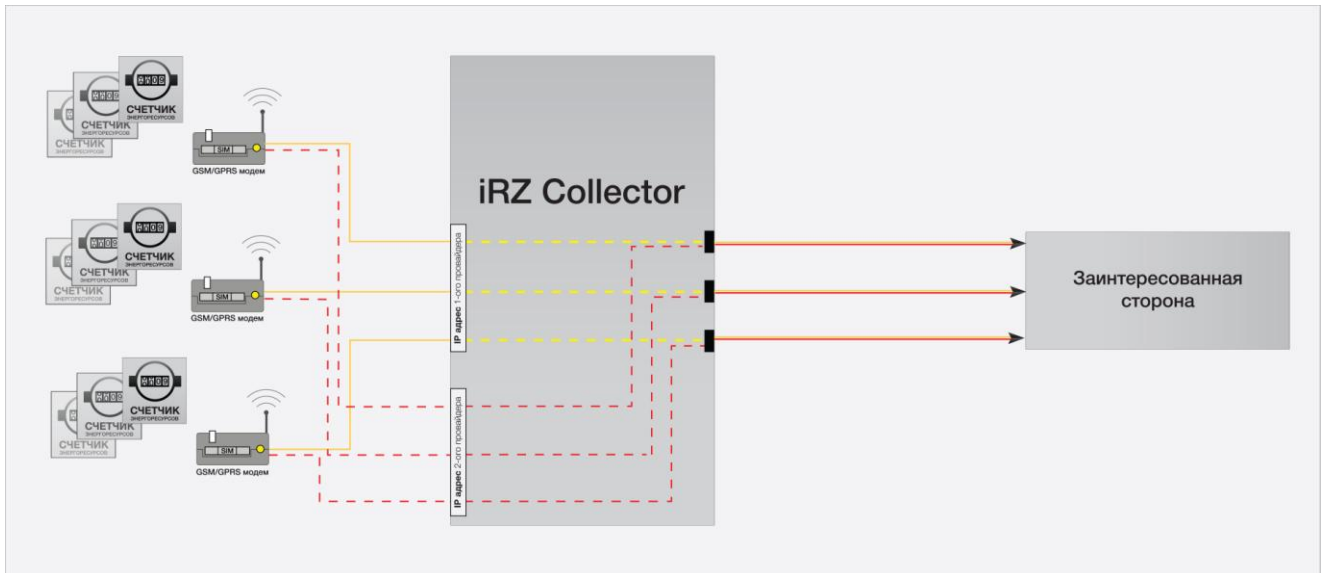 СЧЕТЧИК
ЭНЕРГОРЕСУРСОВ
СЧЕТЧИК
ЭНЕРГОРЕСУРСОВ
СЧЕТЧИК
ЭНЕРГОРЕСУРСОВ
SIM
GSM/GPRS модем
iRZ Collector
СЧЕТЧИК
ЭНЕРГОРЕСУРСОВ
СЧЕТЧИК
СЧЕТЧИК
ЭНЕРГОРЕСУРСОВ
SIM
GSM/GPRS модем
IP адрес 1-ого провайдера
Заинтересованная
сторона
СЧЕТЧИК
ЭНЕРГОРЕСУРСОВ
СЧЕТЧИК
ЭНЕРГОРЕСУРСОВ
СЧЕТЧИК
ЭНЕРГОРЕСУРСОВ
SIM
GSM/GPRS модем
IP адрес 2-ого провайдера